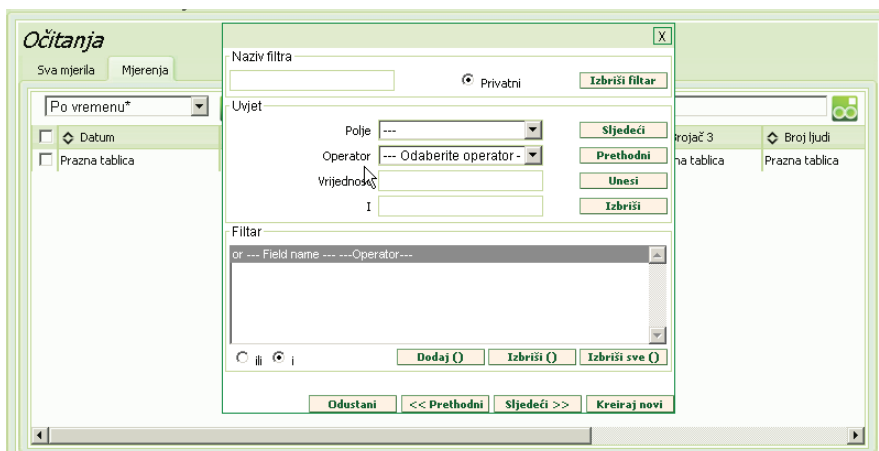 Očitanja
X
Naziv filtra
Sva mjerila Mjerenja
Privatni Izbriši filtar
Po vremenu*
Uvjet
Polje --- Sljedeći
Datum Brojač 3 Broj ljudi
Operator --- Odaberite operator - Prethodni
Prazna tablica tablica Prazna tablica
Vrijednost Unesi
I Izbriši
Filtar
or --- Field name --- ---Operator---
ili i Dodaj () Izbriši () Izbriši sve ()
Odustani << Prethodni Sljedeći >> Kreiraj novi